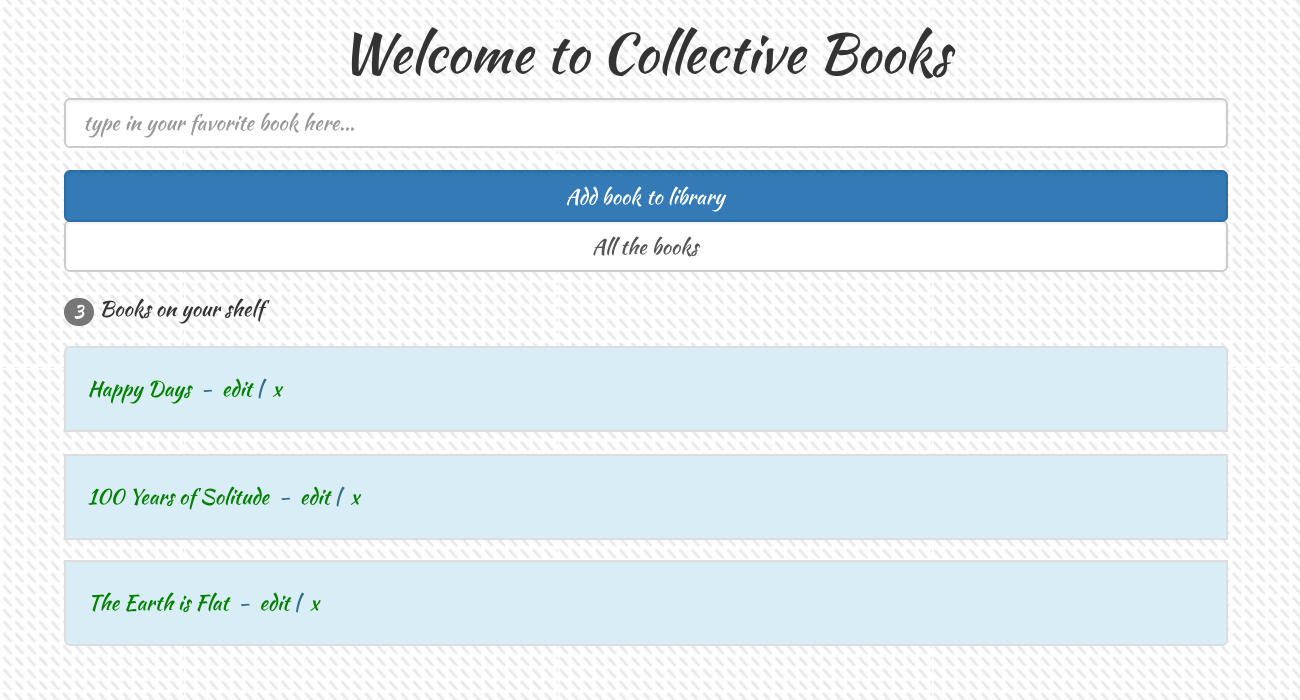 Welcome to Collective Books
type in your favorite book here...
Add book to library
All the books
3 Books on your shelf
Happy Days - edit / x
100 Years of Solitude - edit / x
The Earth is Flat - edit / x